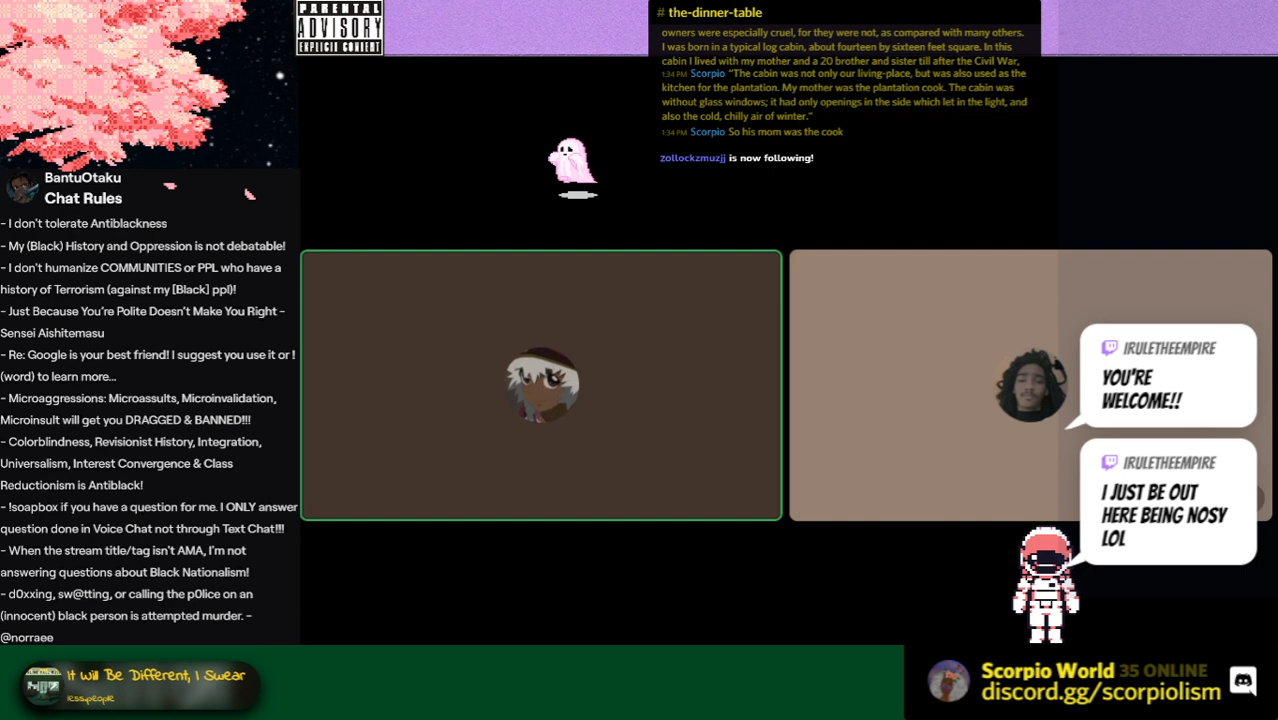 PARENTAL
ADVISORY
EXPLICIT CONTENT
# the-dinner-table
owners were especially cruel, for they were not, as compared with many others.
I was born in a typical log cabin, about fourteen by sixteen feet square. In this
cabin I lived with my mother and a 20 brother and sister till after the Civil War,
1:34 PM Scorpio “The cabin was not only our living-place, but was also used as the
kitchen for the plantation. My mother was the plantation cook. The cabin was
without glass windows; it had only openings in the side which let in the light, and
also the cold, chilly air of winter.”
1:34 PM Scorpio So his mom was the cook
zollockzmuzjj is now following!
BantuOtaku
Chat Rules
- I don't tolerate Antiblackness
- My (Black) History and Oppression is not debatable!
- I don't humanize COMMUNITIES or PPL who have a
history of Terrorism (against my [Black] ppl)!
- Just Because You're Polite Doesn't Make You Right -
Sensei Aishitemasu
- Re: Google is your best friend! I suggest you use it or !
(word) to learn more...
- Microaggressions: Microassults, Microinvalidation,
Microinsult will get you DRAGGED & BANNED!!!
- Colorblindness, Revisionist History, Integration,
Universalism, Interest Convergence & Class
Reductionism is Antiblack!
- !soapbox if you have a question for me. I ONLY answer
question done in Voice Chat not through Text Chat!!!
- When the stream title/tag isn't AMA, I'm not
answering questions about Black Nationalism!
- d0xxing, sw@tting, or calling the p0lice on an
(innocent) black person is attempted murder. -
@norraee
IRULETHEEMPIRE
YOU'RE
WELCOME!!
IRULETHEEMPIRE
I JUST BE OUT
HERE BEING NOSY
LOL
It Will Be Different, I Swear
less.people
Scorpio World 35 ONLINE
discord.gg/scorpiolism